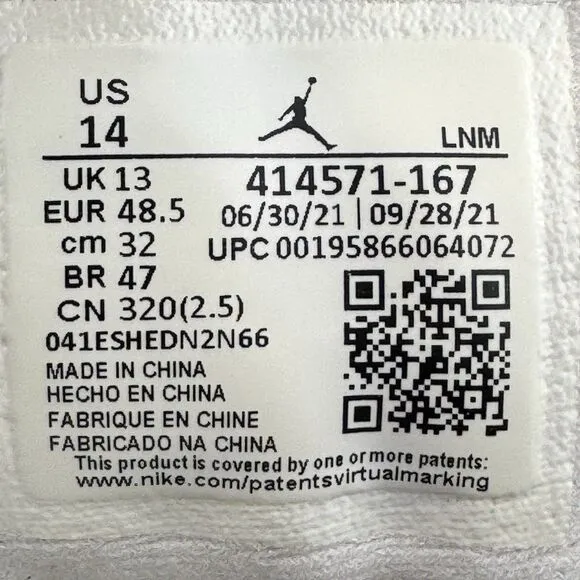 US
14
LNM
UK 13
414571-167
EUR 48.5
06/30/21 | 09/28/21
cm 32
UPC 00195866064072
BR 47
CN 320(2.5)
041ESHEDN2N66
MADE IN CHINA
HECHO EN CHINA
FABRIQUE EN CHINE
FABRICADO NA CHINA
This product is covered by one or more patents:
www.nike.com/patentsvirtualmarking